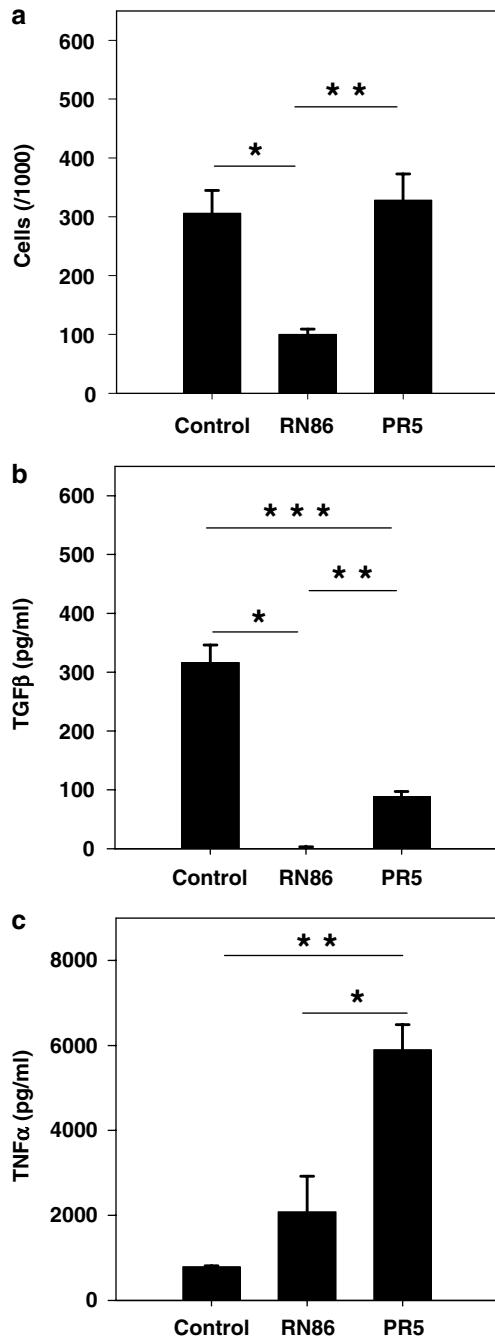 a
600
500
400
300
200
100
0
Cells (/1000)
* *
*
Control RN86 PR5
b
600
500
400
300
200
100
0
TGFβ (pg/ml)
* * *
* *
*
Control RN86 PR5
c
8000
6000
4000
2000
0
TNFα (pg/ml)
* *
*
Control RN86 PR5